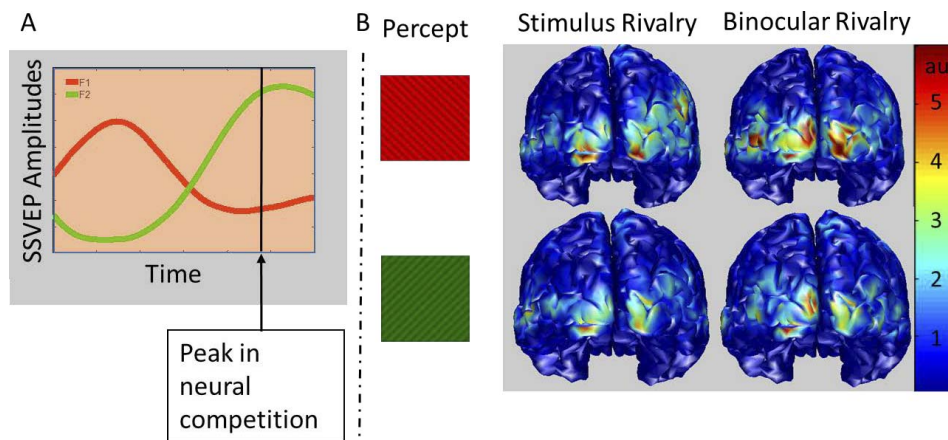 A
F1
F2
SSVEP Amplitudes
Time
Peak in
neural
competition
B
Percept
Stimulus Rivalry
Binocular Rivalry
au
5
4
3
2
1